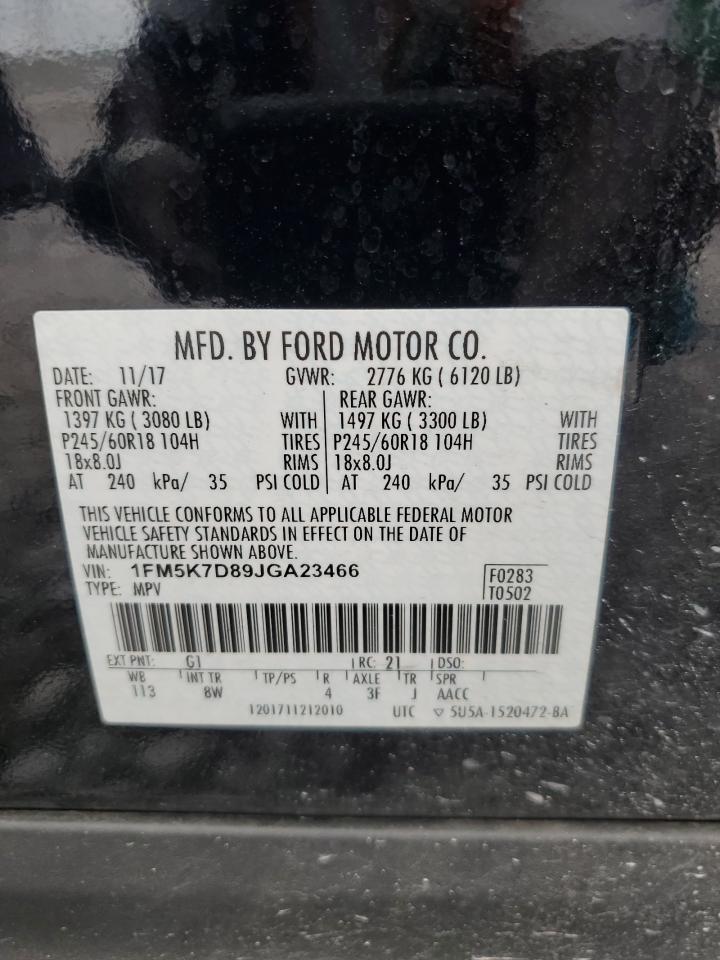 MFD. BY FORD MOTOR CO.
DATE: 11/17 GVWR: 2776 KG ( 6120 LB)
FRONT GAWR: REAR GAWR:
1397 KG ( 3080 LB) WITH 1497 KG ( 3300 LB) WITH
P245/60R18 104H TIRES P245/60R18 104H TIRES
18x8.0J RIMS 18x8.0J RIMS
AT 240 kPa/ 35 PSI COLD AT 240 kPa/ 35 PSI COLD
THIS VEHICLE CONFORMS TO ALL APPLICABLE FEDERAL MOTOR
VEHICLE SAFETY STANDARDS IN EFFECT ON THE DATE OF
MANUFACTURE SHOWN ABOVE.
VIN: 1FM5K7D89JGA23466 F0283
TYPE: MPV T0502
EXT PNT: G1 RC: 21 DSO:
WB INT TR TP/PS R AXLE TR SPR
113 8W 4 3F J AACC
1201711212010 UTC ▽ 5U5A-1520472-BA